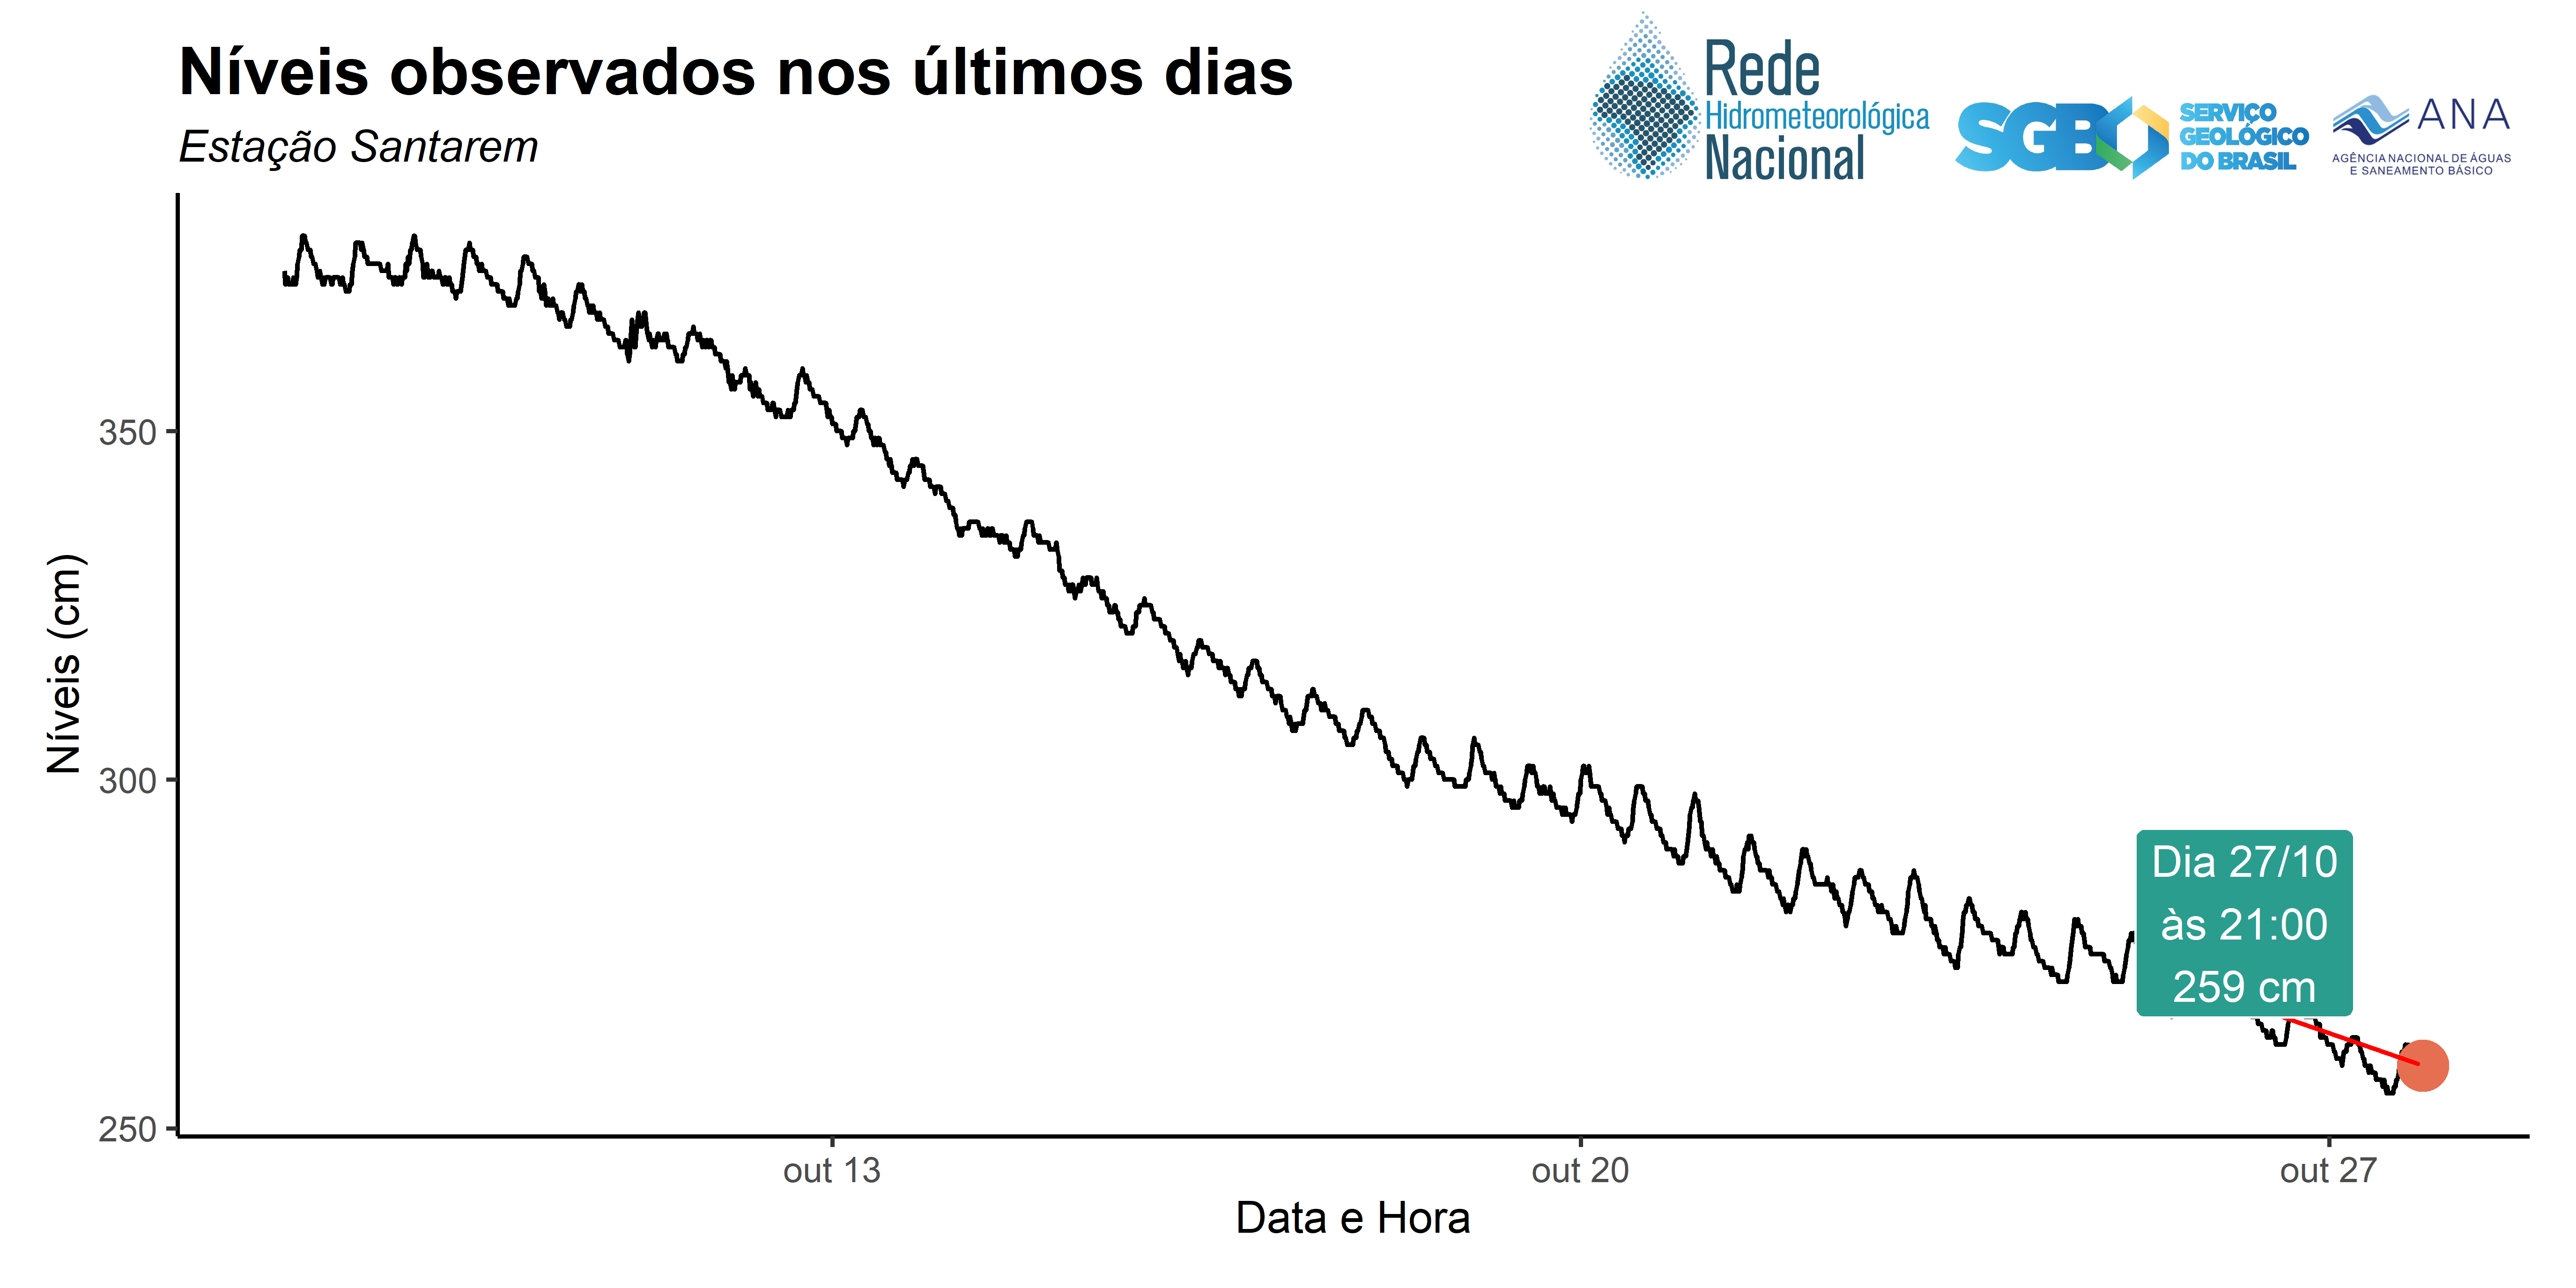 Níveis observados nos últimos dias
Estação Santarem
Rede
Hidrometeorológica
Nacional
SGB
SERVIÇO
GEOLÓGICO
DO BRASIL
ANA
AGÊNCIA NACIONAL DE ÁGUAS
E SANEAMENTO BÁSICO
Níveis (cm)
350
300
250
Dia 27/10
às 21:00
259 cm
out 13
out 20
out 27
Data e Hora